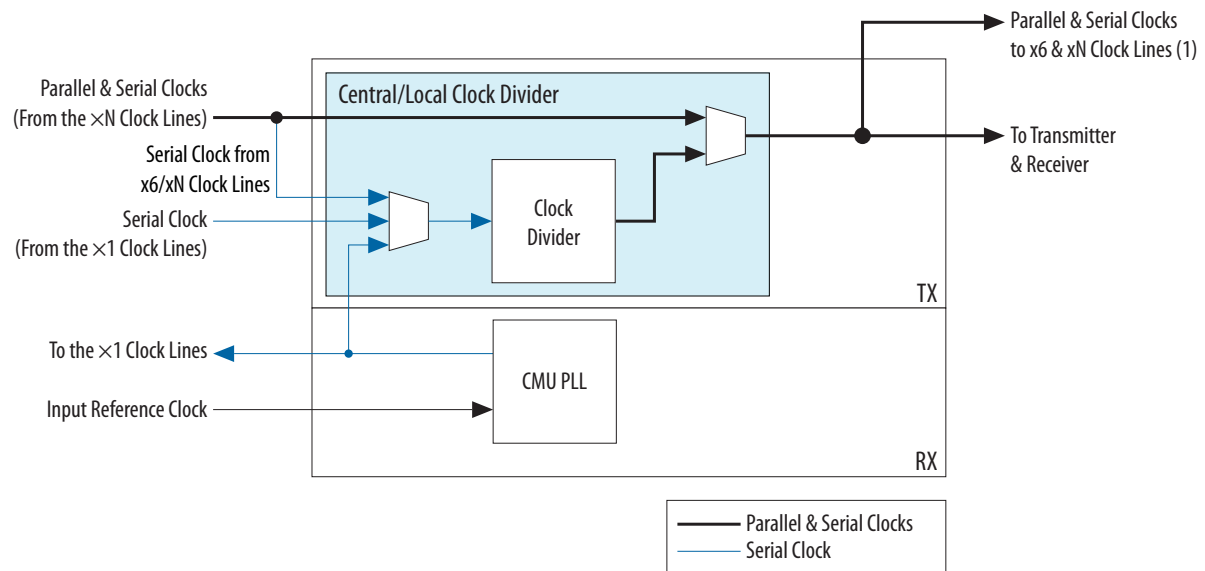 Parallel & Serial Clocks
to x6 & xN Clock Lines (1)
Parallel & Serial Clocks
(From the ×N Clock Lines)
Central/Local Clock Divider
To Transmitter
& Receiver
Serial Clock from
x6/xN Clock Lines
Serial Clock
(From the ×1 Clock Lines)
Clock
Divider
TX
To the ×1 Clock Lines
CMU PLL
Input Reference Clock
RX
Parallel & Serial Clocks
Serial Clock